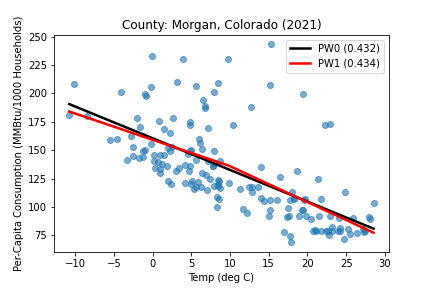 County: Morgan, Colorado (2021)
PW0 (0.432)
PW1 (0.434)
Per-Capita Consumption (MMBtu/1000 Households)
250
225
200
175
150
125
100
75
−10 −5 0 5 10 15 20 25 30
Temp (deg C)